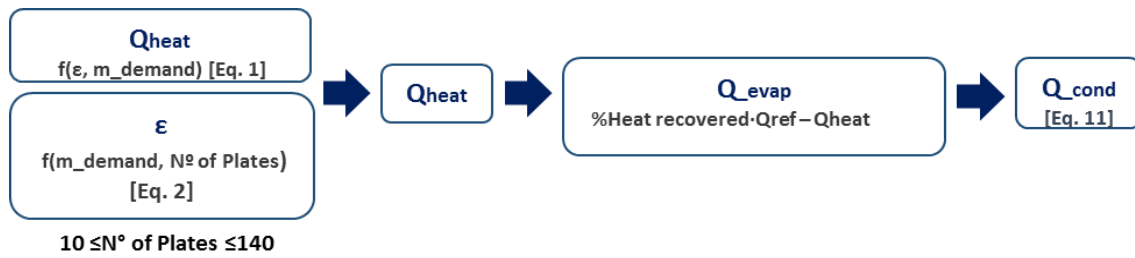 Qheat
f(ε, m_demand) [Eq. 1]
ε
f(m_demand, Nº of Plates)
[Eq. 2]
10 ≤N° of Plates ≤140
Qheat
Q_evap
%Heat recovered·Qref – Qheat
Q_cond
[Eq. 11]